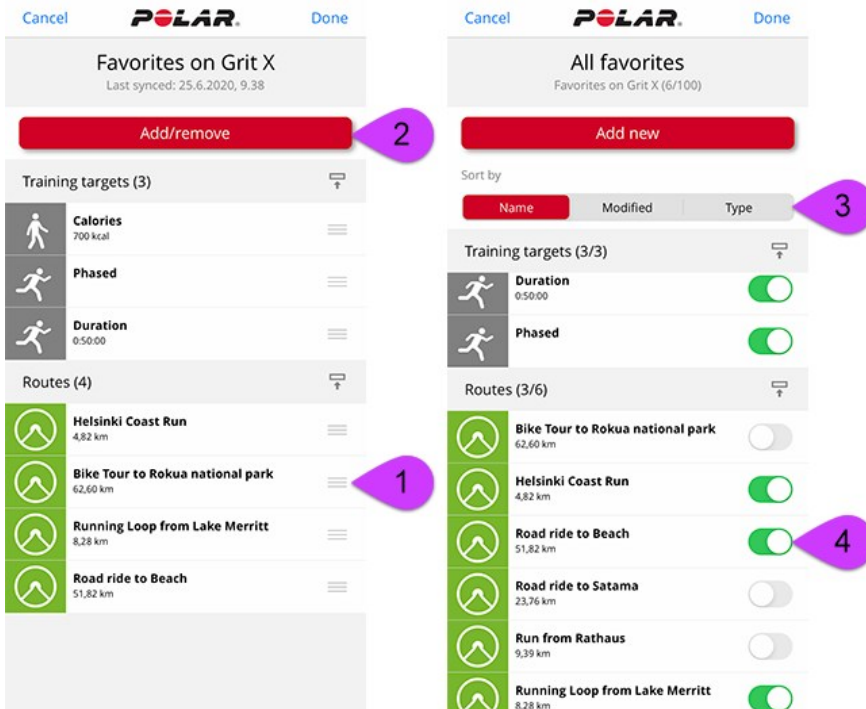 Cancel
POLAR.
Done
Favorites on Grit X
Last synced: 25.6.2020, 9.38
Add/remove
2
Training targets (3)
Calories
700 kcal
Phased
Duration
0:50:00
Routes (4)
Helsinki Coast Run
4,82 km
Bike Tour to Rokua national park
62,60 km
1
Running Loop from Lake Merritt
8,28 km
Road ride to Beach
51,82 km
Cancel
POLAR.
Done
All favorites
Favorites on Grit X (6/100)
Add new
Sort by
Name Modified Type
3
Training targets (3/3)
Duration
0:50:00
Phased
Routes (3/6)
Bike Tour to Rokua national park
62,60 km
Helsinki Coast Run
4,82 km
Road ride to Beach
51,82 km
4
Road ride to Satama
23,76 km
Run from Rathaus
9,39 km
Running Loop from Lake Merritt
8,28 km